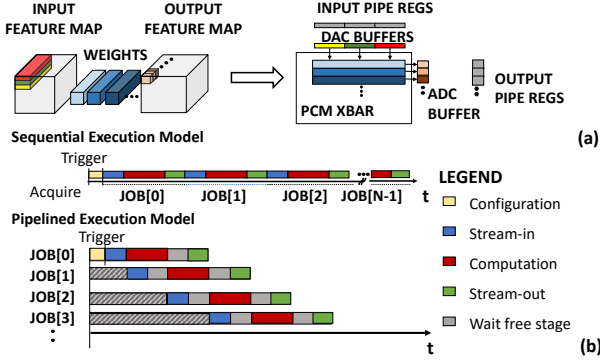 INPUT
FEATURE MAP
OUTPUT
FEATURE MAP
WEIGHTS
INPUT PIPE REGS
DAC BUFFERS
PCM XBAR
ADC
BUFFER
OUTPUT
PIPE REGS
(a)
Sequential Execution Model
Trigger
Acquire
JOB[0]
JOB[1]
JOB[2]
JOB[N-1]
t
Pipelined Execution Model
Trigger
JOB[0]
JOB[1]
JOB[2]
JOB[3]
t
LEGEND
Configuration
Stream-in
Computation
Stream-out
Wait free stage
(b)